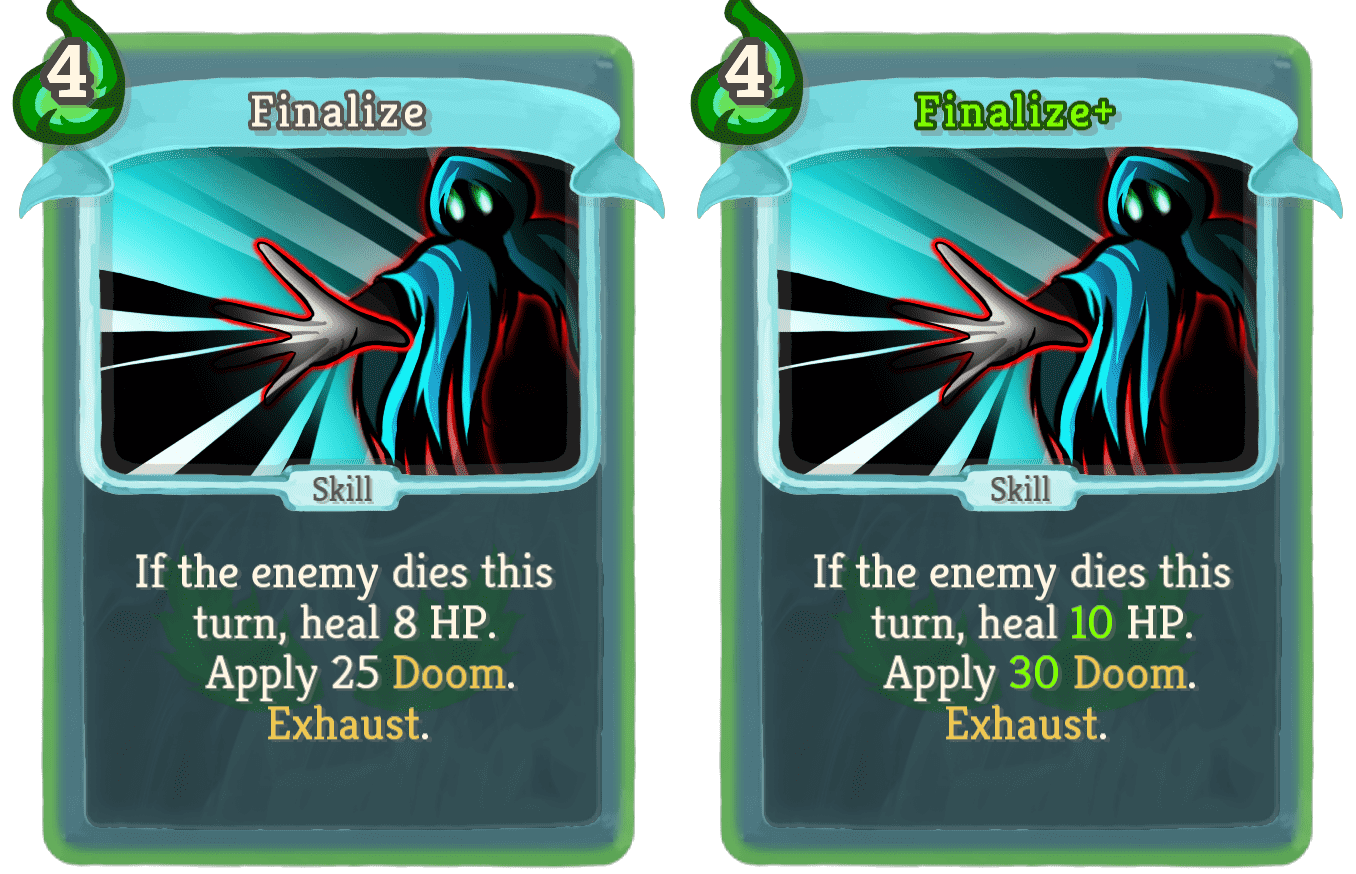 4
Finalize
Skill
If the enemy dies this
turn, heal 8 HP.
Apply 25 Doom.
Exhaust.
4
Finalize+
Skill
If the enemy dies this
turn, heal 10 HP.
Apply 30 Doom.
Exhaust.